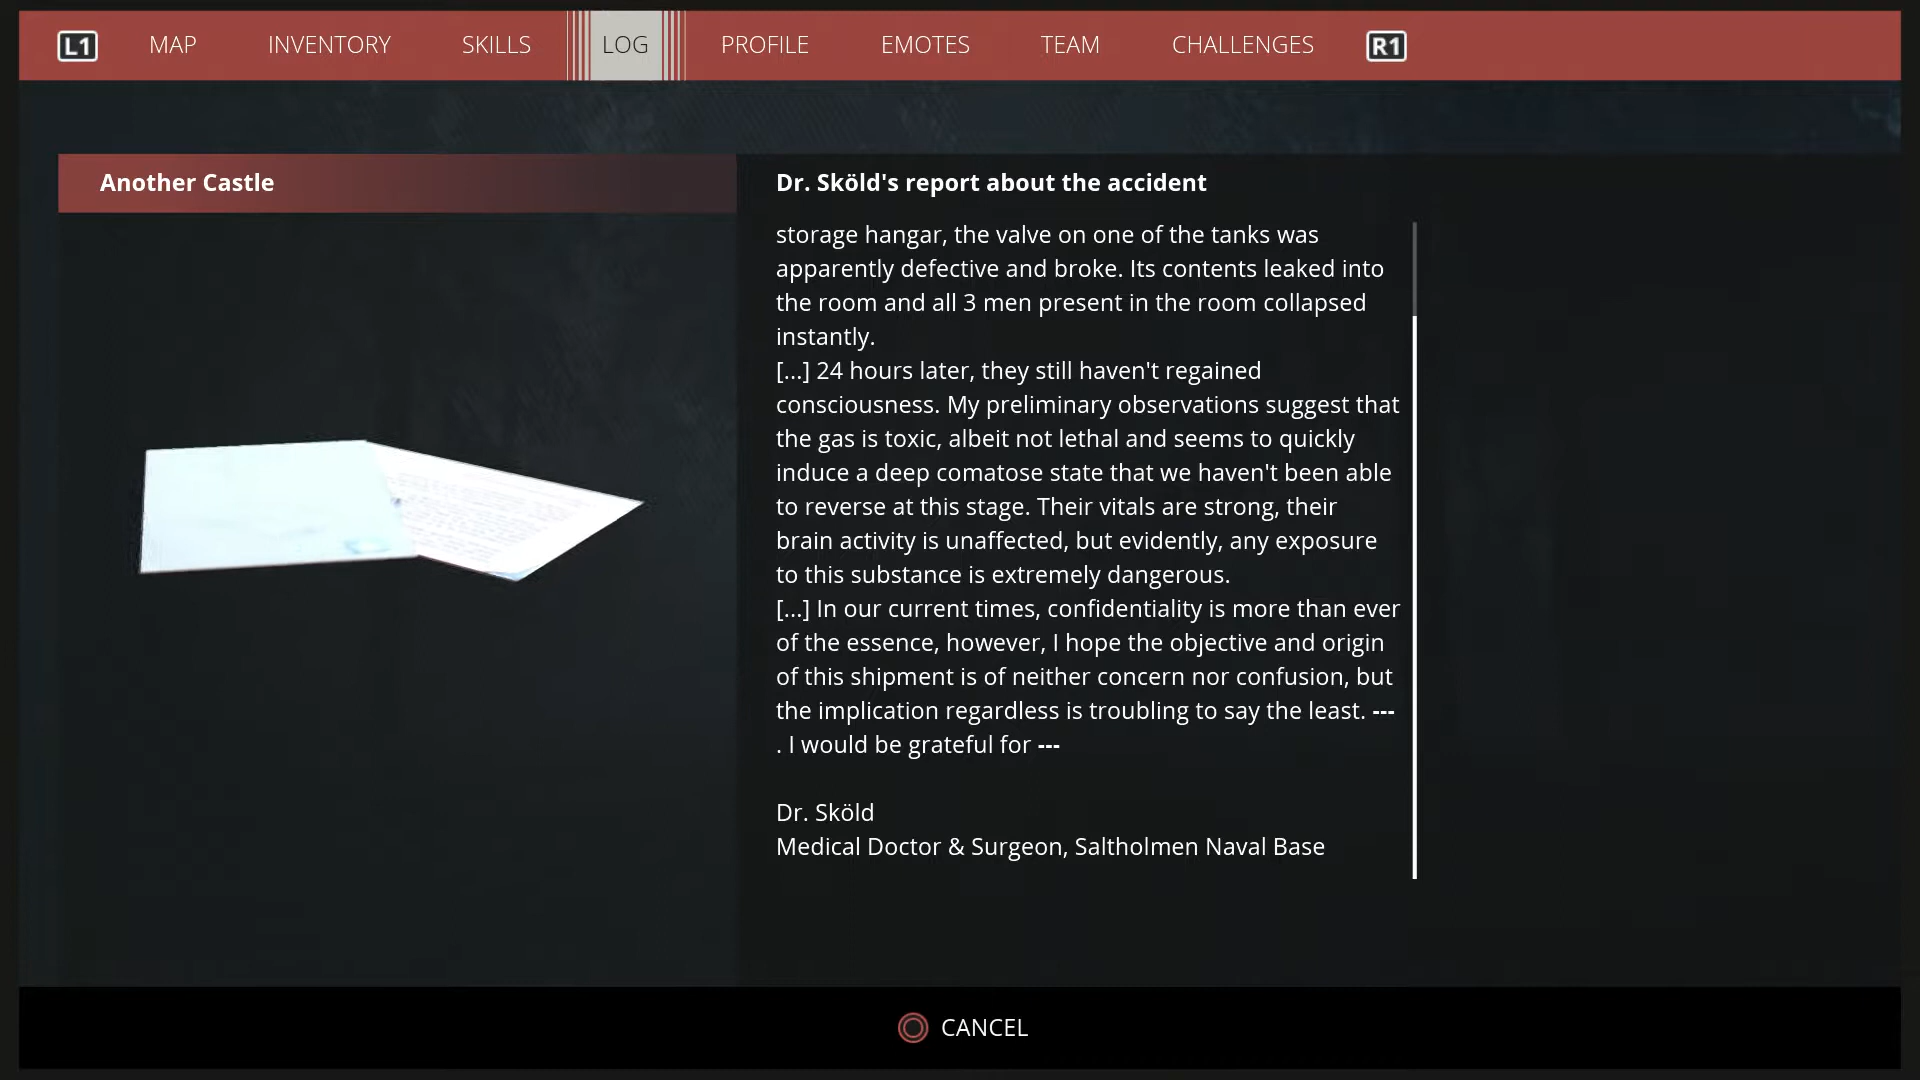 L1 MAP INVENTORY SKILLS LOG PROFILE EMOTES TEAM CHALLENGES R1
Another Castle
Dr. Sköld's report about the accident
storage hangar, the valve on one of the tanks was
apparently defective and broke. Its contents leaked into
the room and all 3 men present in the room collapsed
instantly.
[...] 24 hours later, they still haven't regained
consciousness. My preliminary observations suggest that
the gas is toxic, albeit not lethal and seems to quickly
induce a deep comatose state that we haven't been able
to reverse at this stage. Their vitals are strong, their
brain activity is unaffected, but evidently, any exposure
to this substance is extremely dangerous.
[...] In our current times, confidentiality is more than ever
of the essence, however, I hope the objective and origin
of this shipment is of neither concern nor confusion, but
the implication regardless is troubling to say the least. ---
. I would be grateful for ---
Dr. Sköld
Medical Doctor & Surgeon, Saltholmen Naval Base
CANCEL